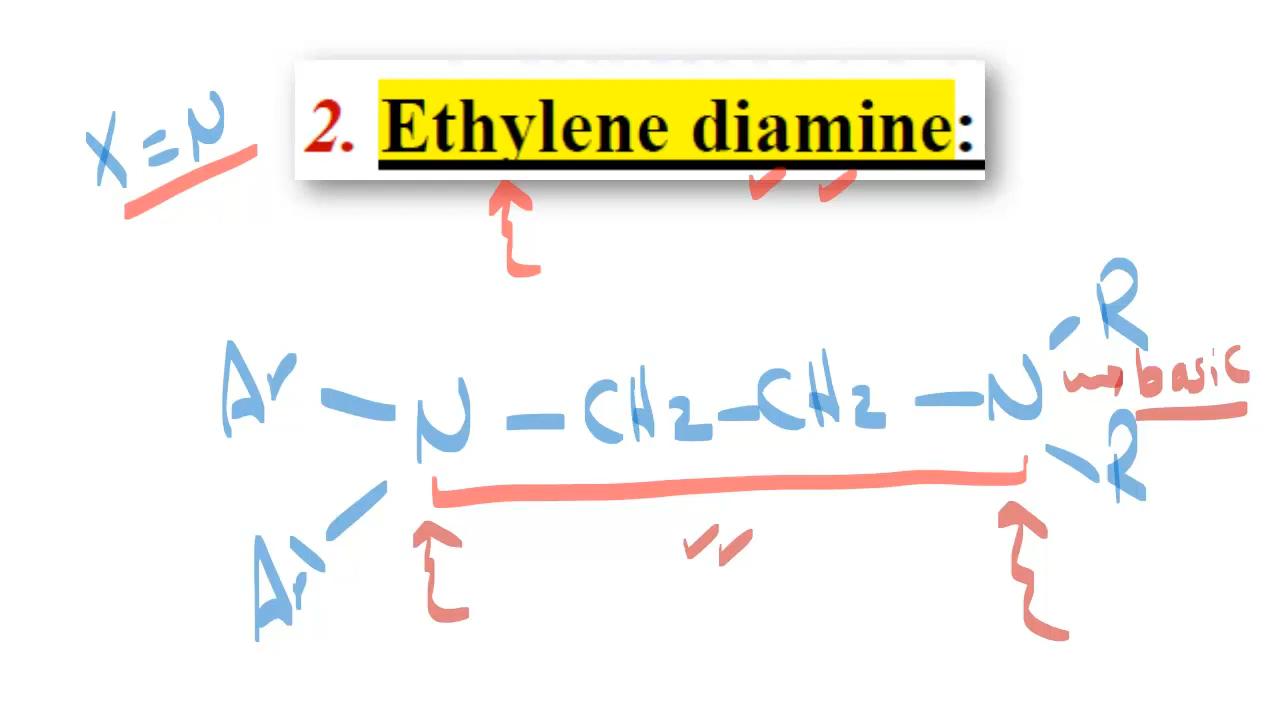 X = N
2. Ethylene diamine:
R
Ar — N — CH2 — CH2 — N → basic
R
Ar'